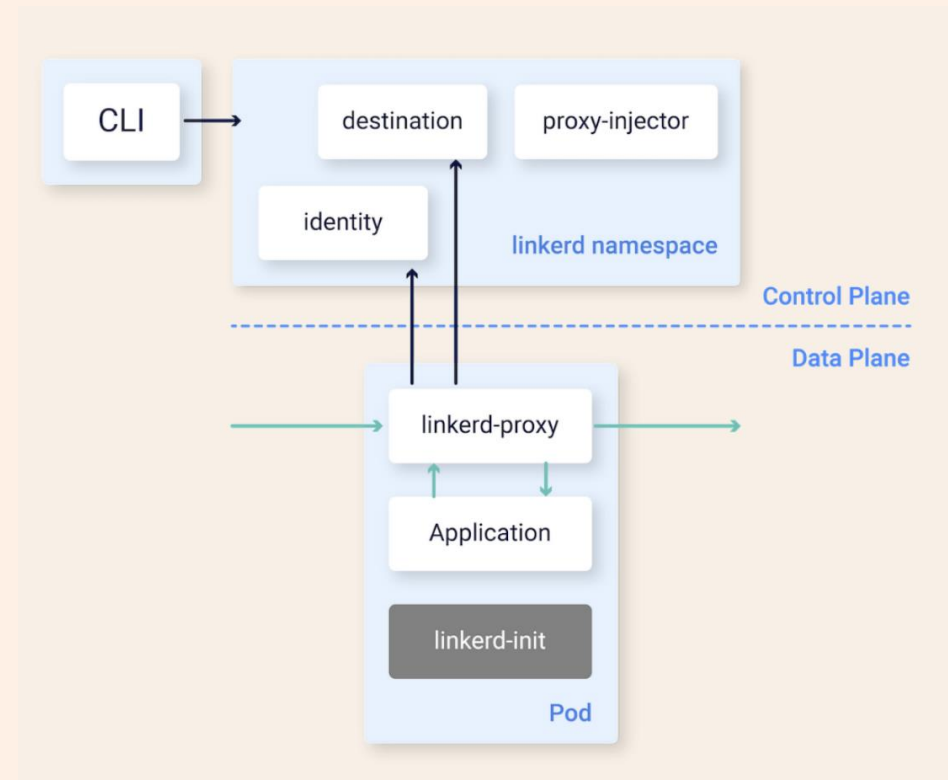 CLI
destination
proxy-injector
identity
linkerd namespace
Control Plane
Data Plane
linkerd-proxy
Application
linkerd-init
Pod